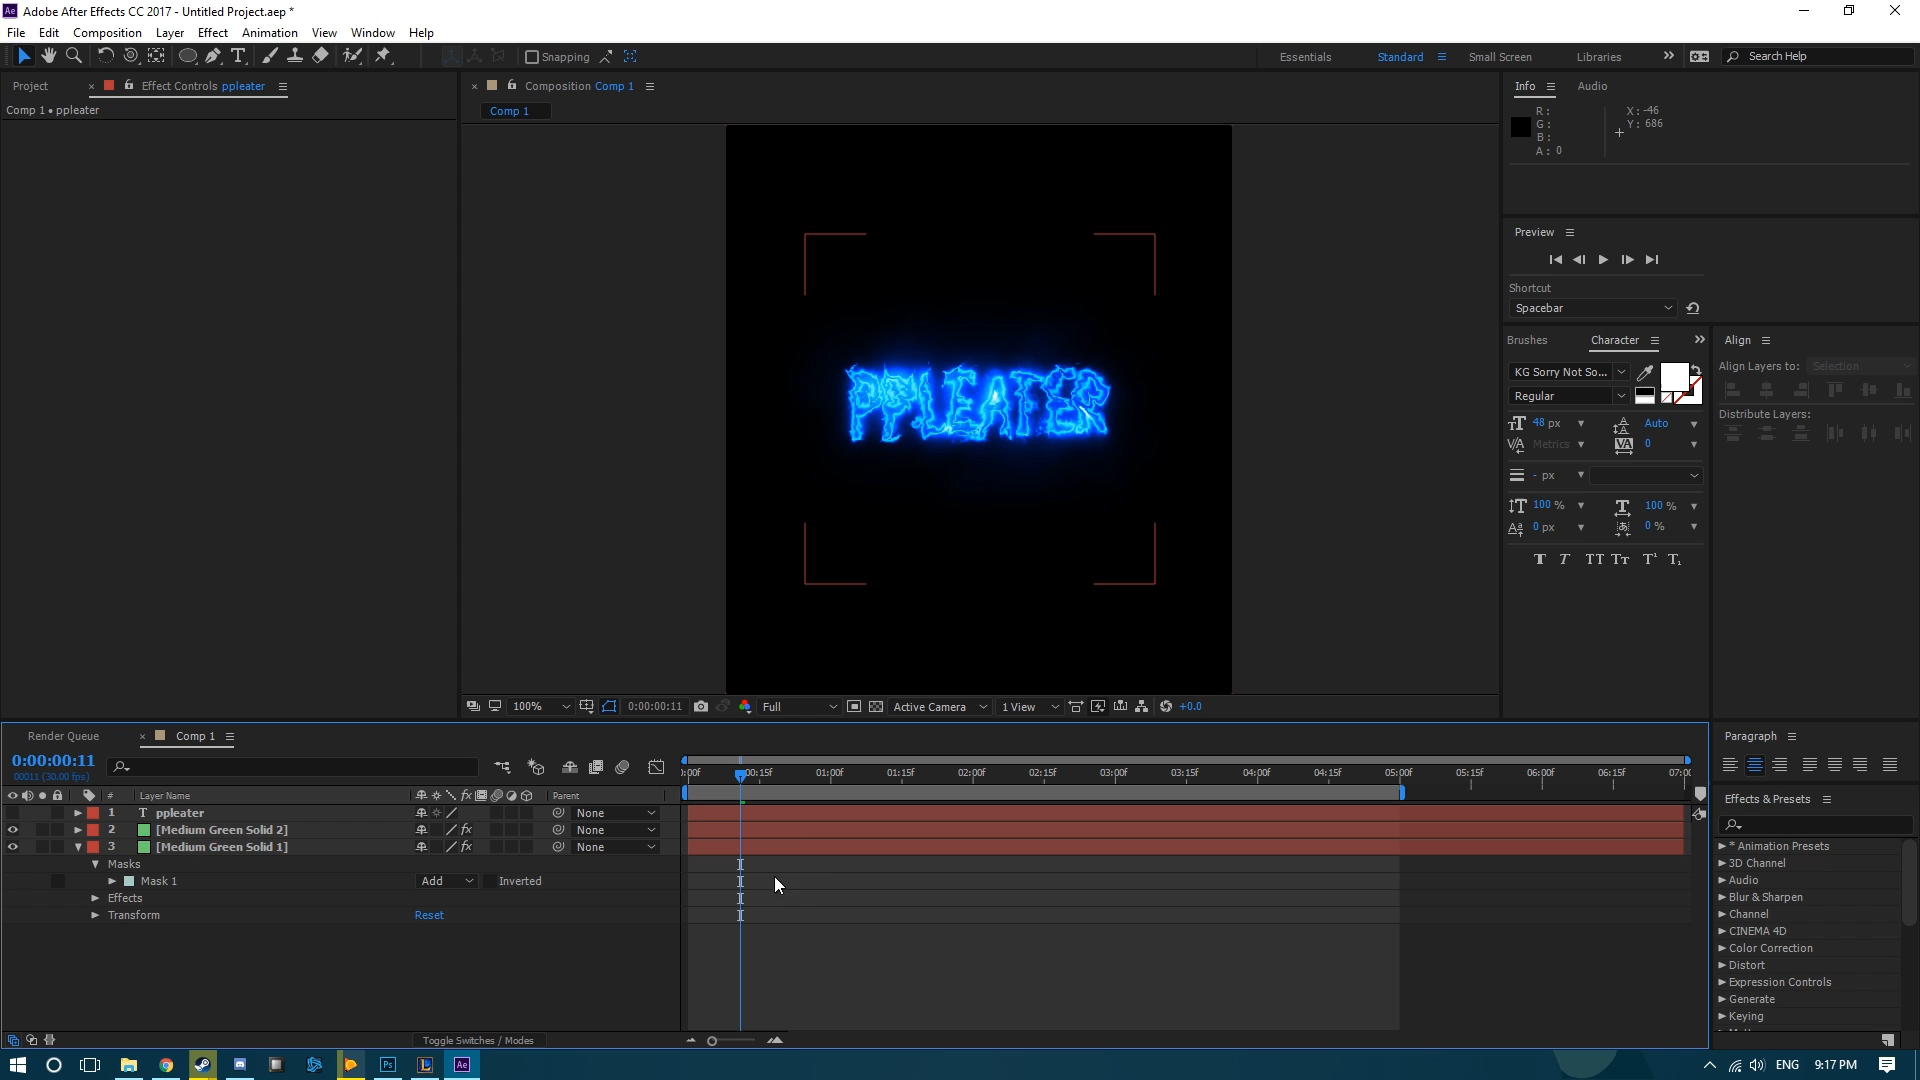 Adobe After Effects CC 2017 - Untitled Project.aep *
File Edit Composition Layer Effect Animation View Window Help
Snapping
Essentials Standard Small Screen Libraries Search Help
Project Effect Controls ppleater
Comp 1 • ppleater
Composition Comp 1
Comp 1
PPLEATER
100% 0:00:00:11 Full Active Camera 1 View +0.0
Info Audio
R:
G:
B:
A: 0
X: -46
Y: 686
Preview
Shortcut
Spacebar
Brushes Character
KG Sorry Not So...
Regular
48 px Auto
Metrics 0
- px
100 % 100 %
0 px 0 %
Align
Align Layers to: Selection
Distribute Layers:
Render Queue Comp 1
0:00:00:11
00011 (30.00 fps)
00:15f 01:00f 01:15f 02:00f 02:15f 03:00f 03:15f 04:00f 04:15f 05:00f 05:15f 06:00f 06:15f
# Layer Name Parent
1 T ppleater None
2 [Medium Green Solid 2] None
3 [Medium Green Solid 1] None
Masks
Mask 1 Add Inverted
Effects
Transform Reset
Toggle Switches / Modes
Paragraph
Effects & Presets
* Animation Presets
3D Channel
Audio
Blur & Sharpen
Channel
CINEMA 4D
Color Correction
Distort
Expression Controls
Generate
Keying
ENG 9:17 PM